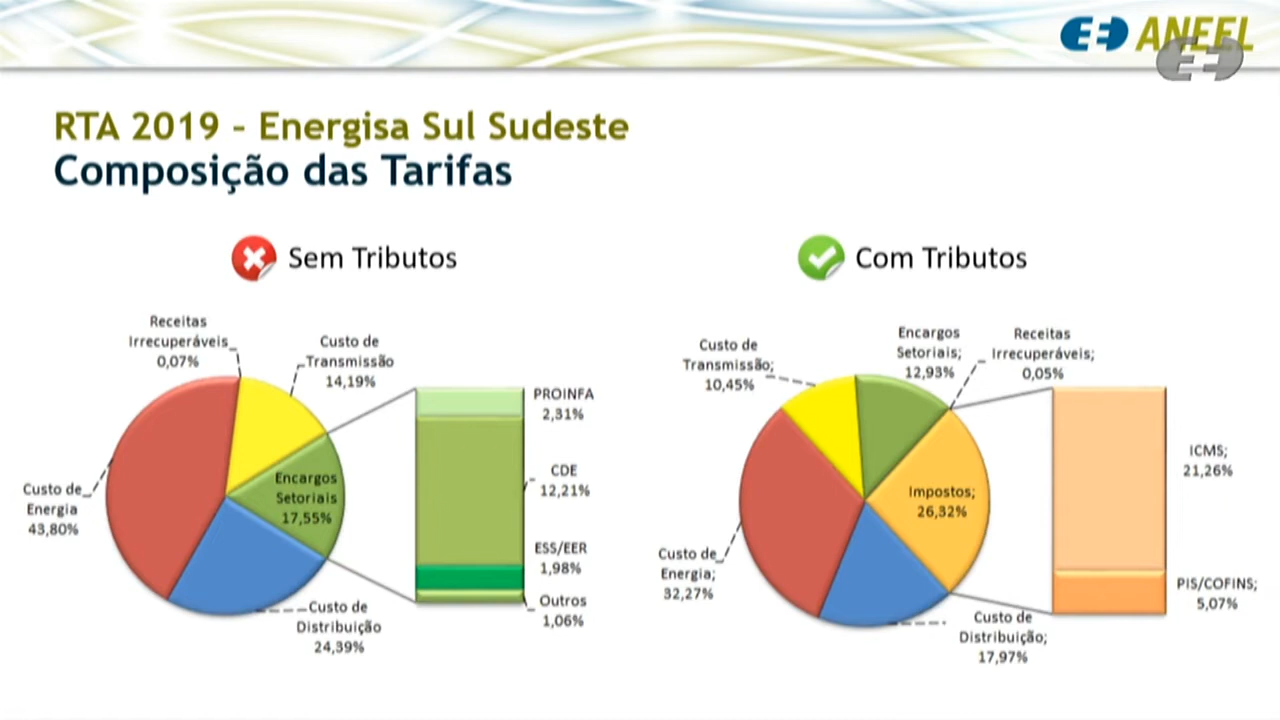 ANEEL
RTA 2019 – Energisa Sul Sudeste
Composição das Tarifas
Sem Tributos
Receitas
Irrecuperáveis
0,07%
Custo de
Transmissão
14,19%
PROINFA
2,31%
CDE
12,21%
Encargos
Setoriais
17,55%
Custo de
Energia
43,80%
ESS/EER
1,98%
Outros
1,06%
Custo de
Distribuição
24,39%
Com Tributos
Custo de
Transmissão;
10,45%
Encargos
Setoriais;
12,93%
Receitas
Irrecuperáveis;
0,05%
ICMS;
21,26%
Impostos;
26,32%
Custo de
Energia;
32,27%
PIS/COFINS;
5,07%
Custo de
Distribuição;
17,97%